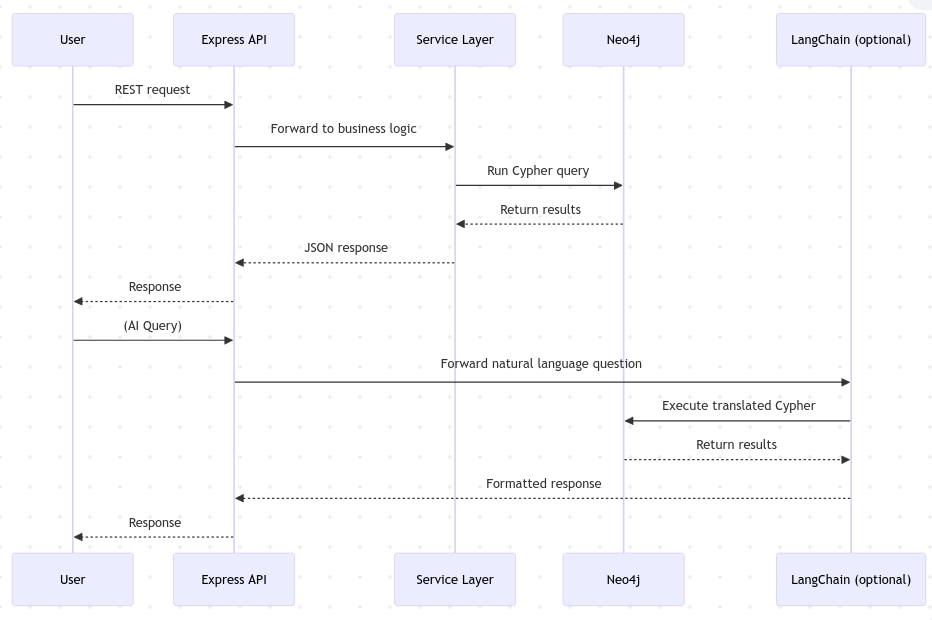 User
Express API
Service Layer
Neo4j
LangChain (optional)
REST request
Forward to business logic
Run Cypher query
Return results
JSON response
Response
(AI Query)
Forward natural language question
Execute translated Cypher
Return results
Formatted response
Response
User
Express API
Service Layer
Neo4j
LangChain (optional)